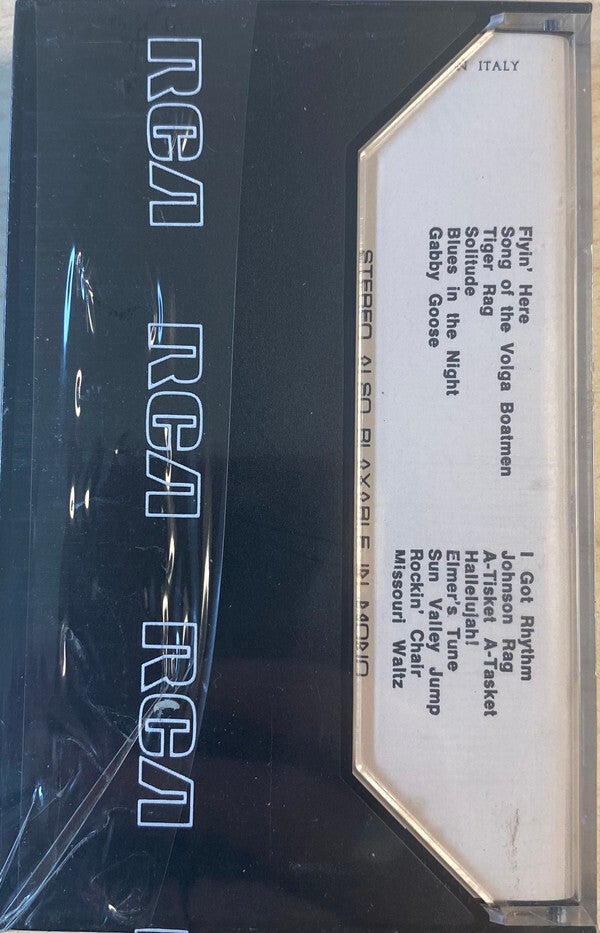 N ITALY
Flyin' Here
Song of the Volga Boatmen
Tiger Rag
Solitude
Blues in the Night
Gabby Goose
I Got Rhythm
Johnson Rag
A-Tisket A-Tasket
Hallelujah!
Elmer's Tune
Sun Valley Jump
Rockin' Chair
Missouri Waltz
STEREO ALSO PLAYABLE IN MONO
RCA RCA RCA